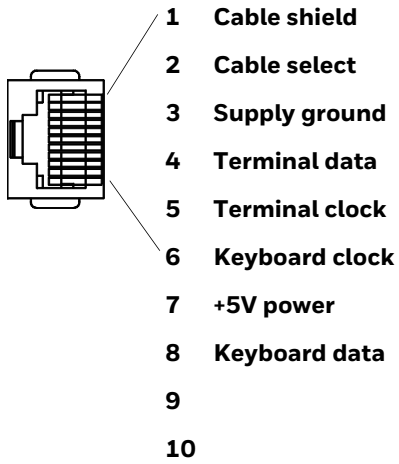 1 Cable shield
2 Cable select
3 Supply ground
4 Terminal data
5 Terminal clock
6 Keyboard clock
7 +5V power
8 Keyboard data
9
10